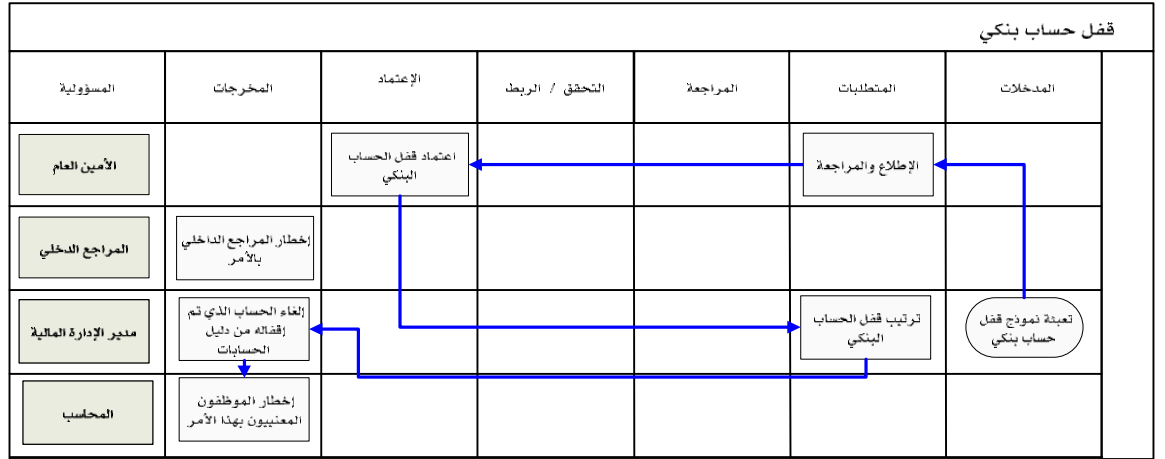 قفل حساب بنكي
المدخلات
المتطلبات
المراجعة
التحقق / الربط
الإعتماد
المخرجات
المسؤولية
الإطلاع والمراجعة
اعتماد قفل الحساب
البنكي
الأمين العام
إخطار المراجع الداخلي
بالأمر
المراجع الدخلي
تعبئة نموذج قفل
حساب بنكي
ترتيب قفل الحساب
البنكي
إلغاء الحساب الذي تم
إقفاله من دليل
الحسابات
مدير الإدارة المالية
إخطار الموظفون
المعنييون بهذا الأمر
المحاسب